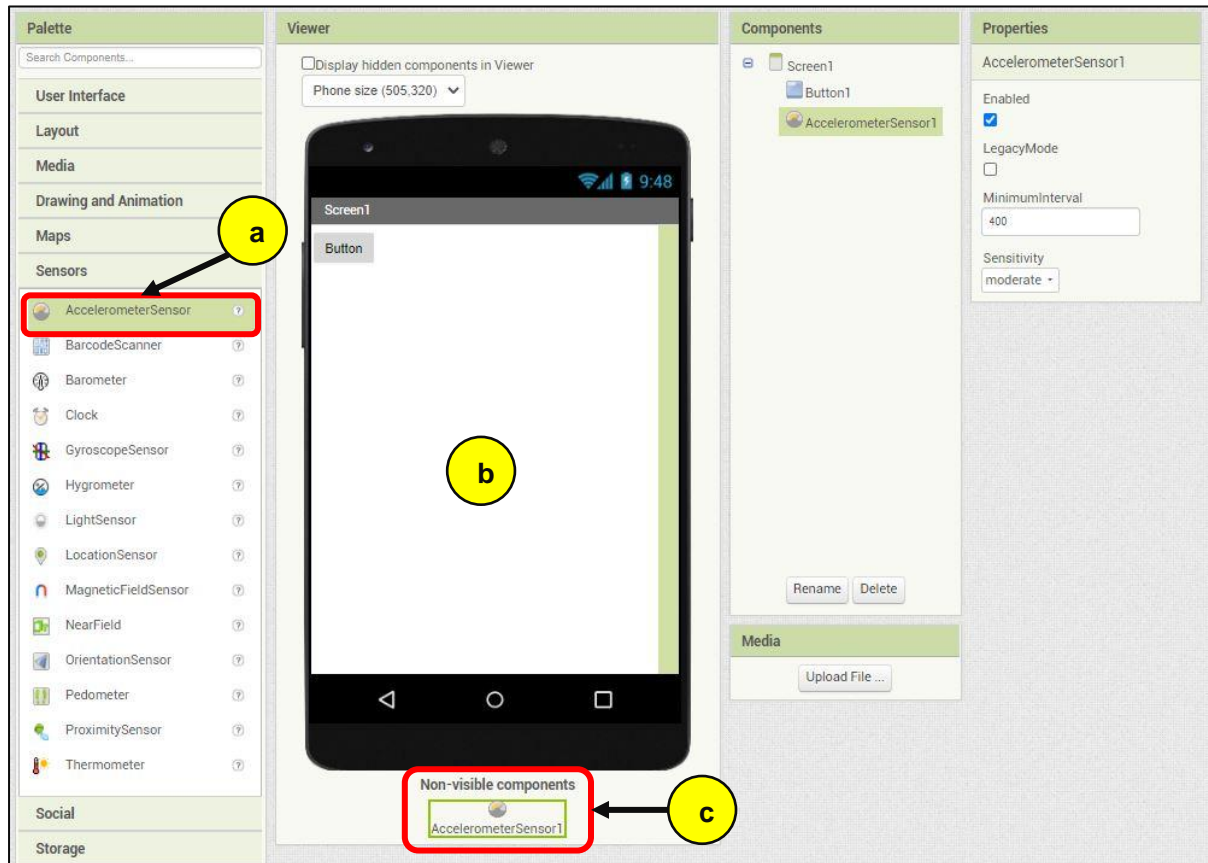 Palette
Search Components...
User Interface
Layout
Media
Drawing and Animation
Maps
Sensors
AccelerometerSensor ?
BarcodeScanner ?
Barometer ?
Clock ?
GyroscopeSensor ?
Hygrometer ?
LightSensor ?
LocationSensor ?
MagneticFieldSensor ?
NearField ?
OrientationSensor ?
Pedometer ?
ProximitySensor ?
Thermometer ?
Social
Storage
a
Viewer
Display hidden components in Viewer
Phone size (505,320)
9:48
Screen1
Button
b
Non-visible components
AccelerometerSensor1
c
Components
Screen1
Button1
AccelerometerSensor1
Rename Delete
Media
Upload File ...
Properties
AccelerometerSensor1
Enabled
LegacyMode
MinimumInterval
400
Sensitivity
moderate